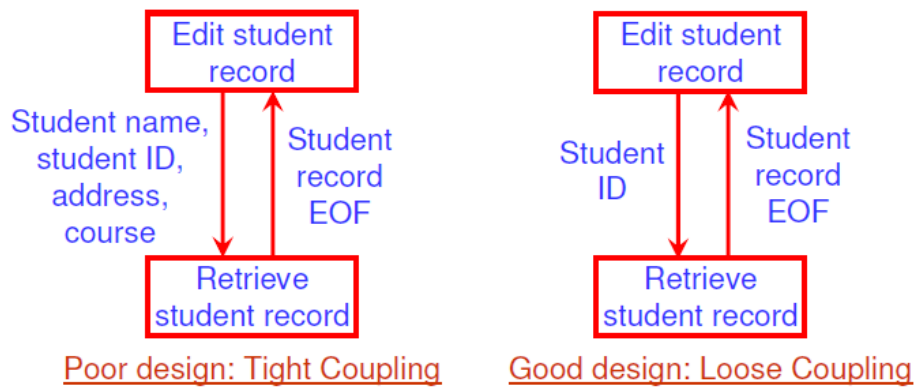 Edit student
record
Student name,
student ID,
address,
course
Student
record
EOF
Retrieve
student record
Poor design: Tight Coupling
Edit student
record
Student
ID
Student
record
EOF
Retrieve
student record
Good design: Loose Coupling